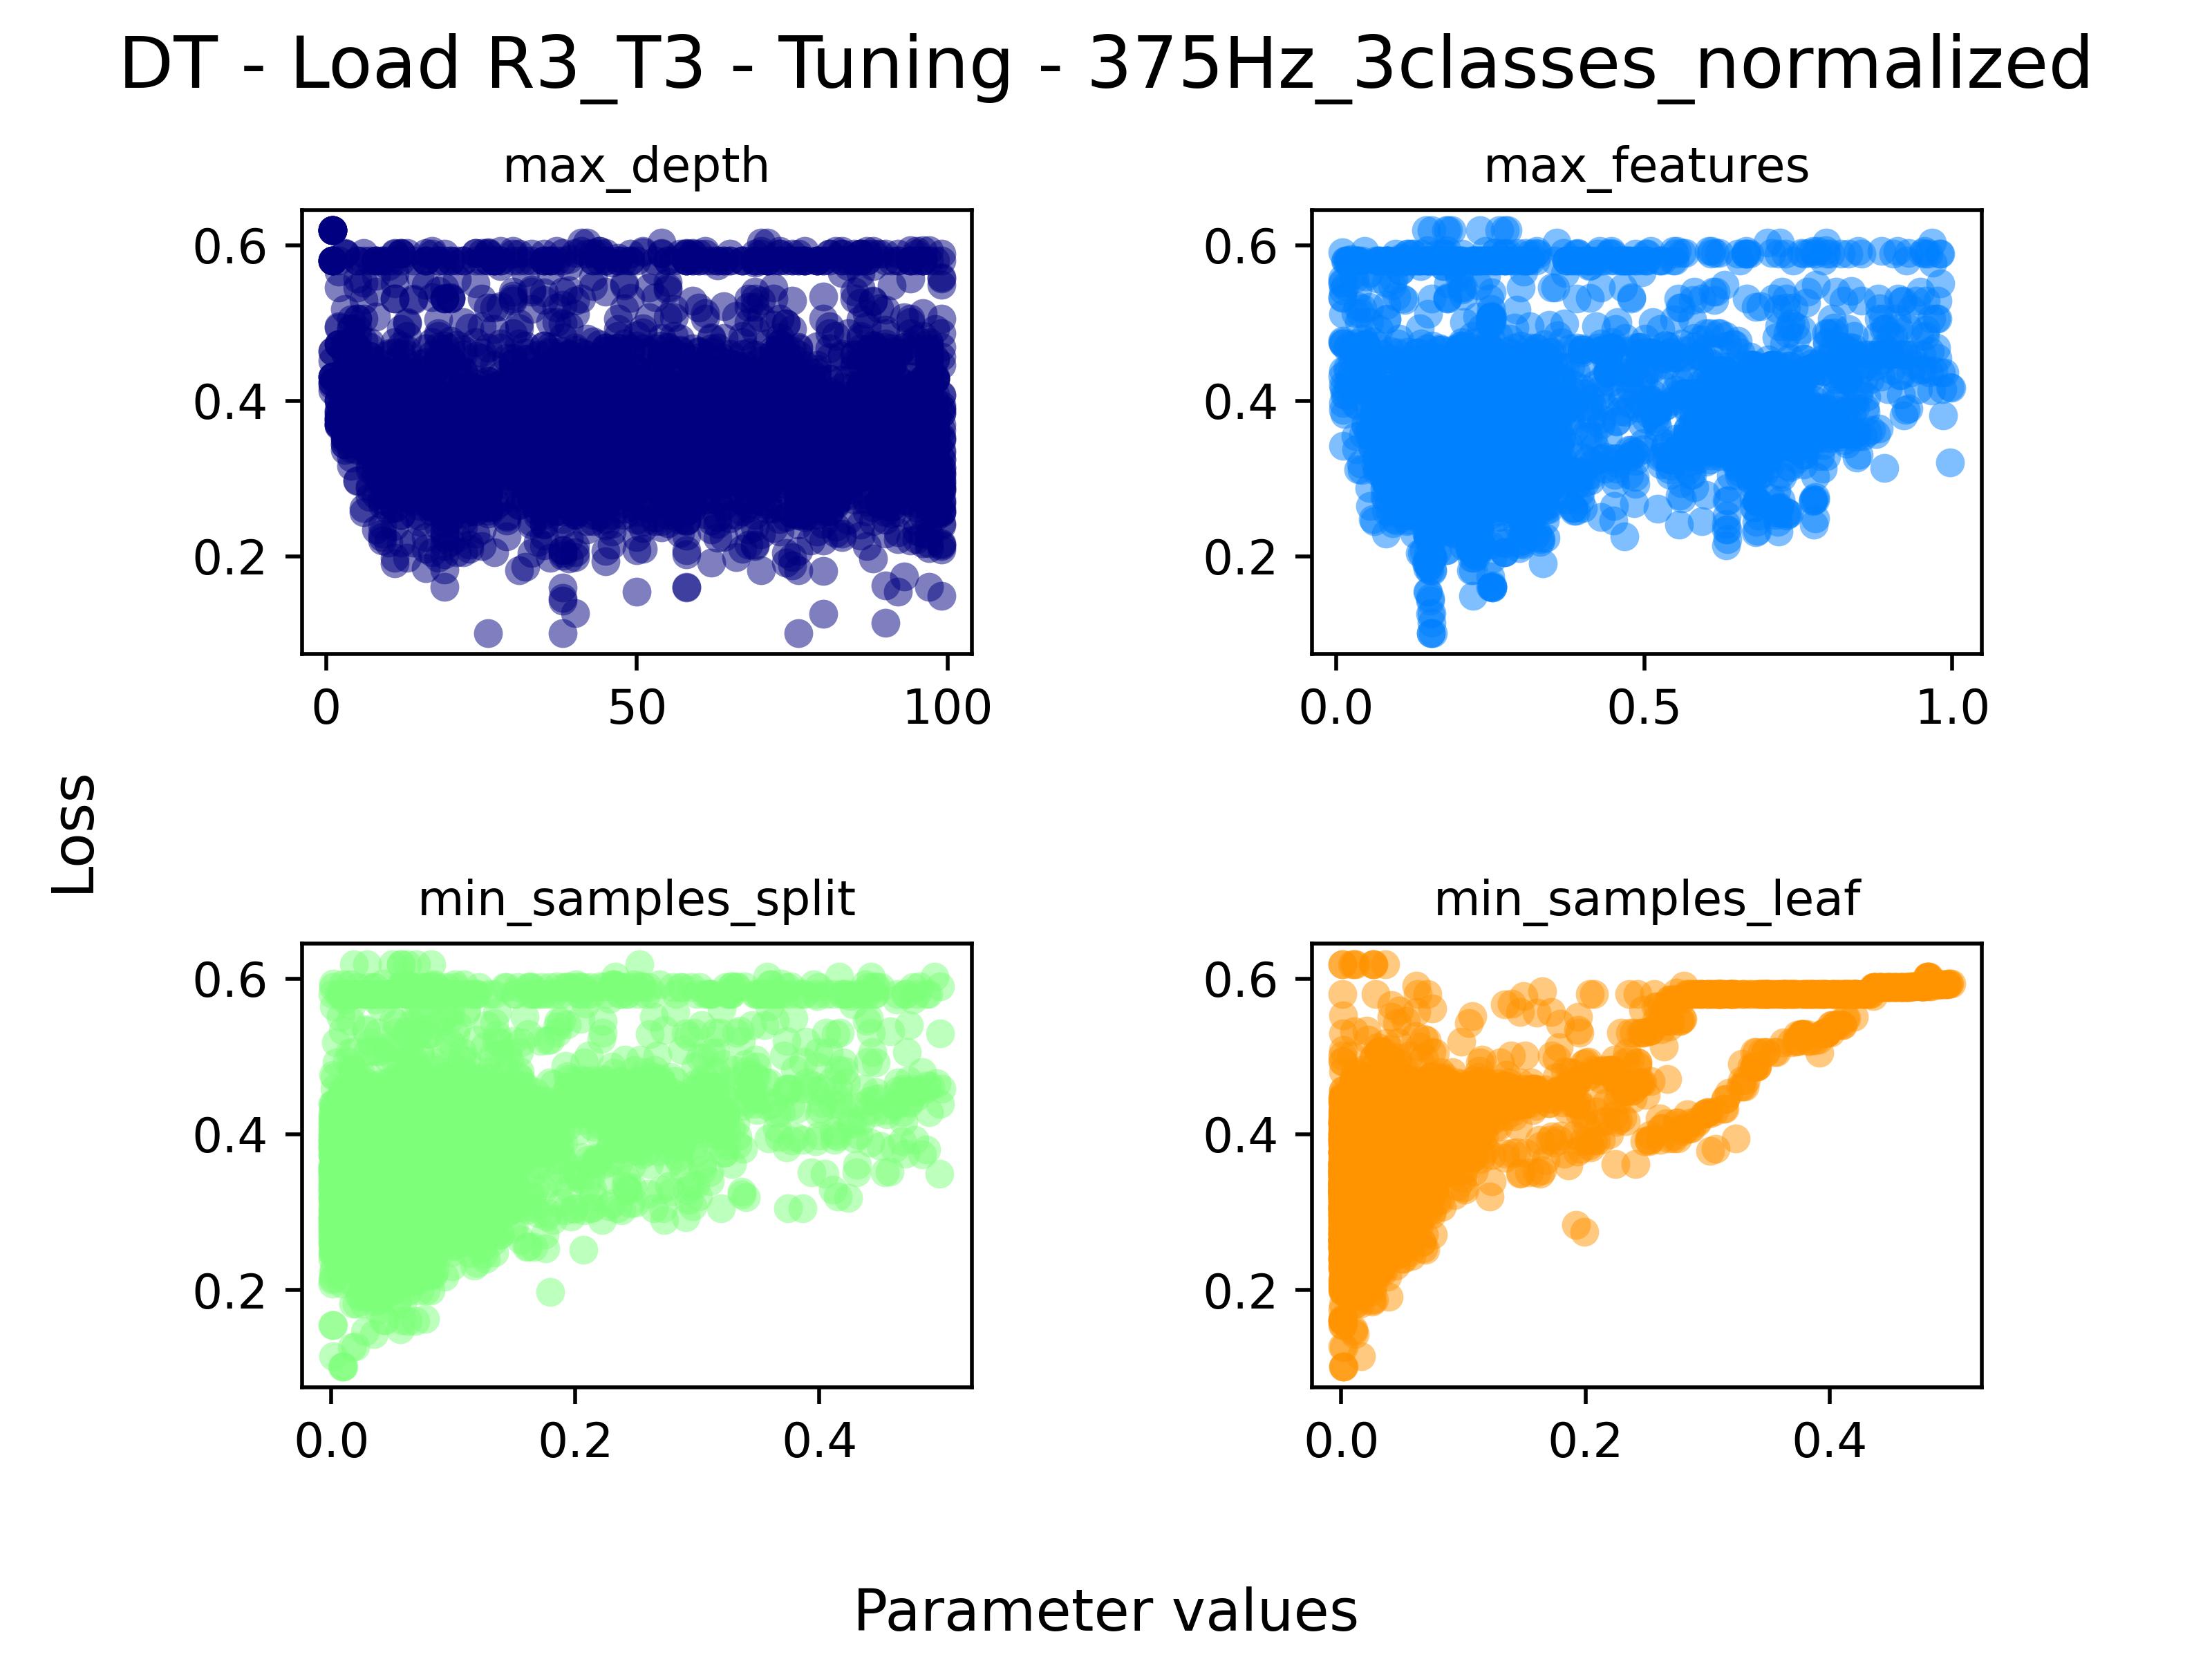 DT - Load R3_T3 - Tuning - 375Hz_3classes_normalized
max_depth
max_features
0.6
0.4
0.2
0 50 100
0.6
0.4
0.2
0.0 0.5 1.0
Loss
min_samples_split
min_samples_leaf
0.6
0.4
0.2
0.0 0.2 0.4
0.6
0.4
0.2
0.0 0.2 0.4
Parameter values